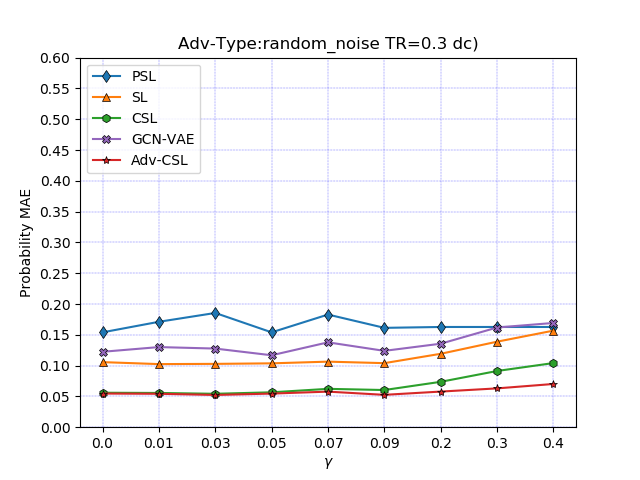 Adv-Type:random_noise TR=0.3 dc)
PSL
SL
CSL
GCN-VAE
Adv-CSL
Probability MAE
0.60
0.55
0.50
0.45
0.40
0.35
0.30
0.25
0.20
0.15
0.10
0.05
0.00
0.0 0.01 0.03 0.05 0.07 0.09 0.2 0.3 0.4
γ